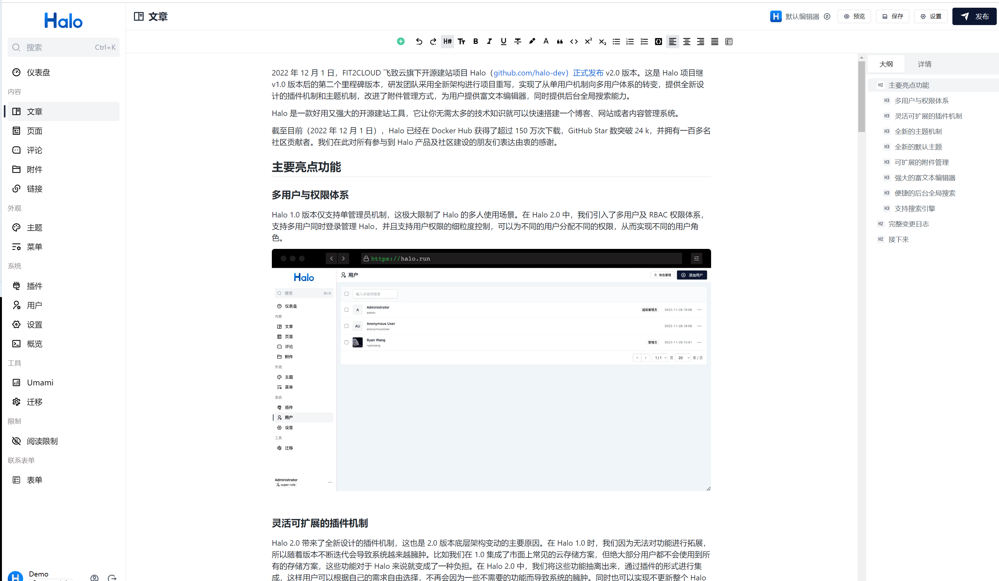 Halo
搜索 Ctrl+K
仪表盘
内容
文章
页面
评论
附件
链接
外观
主题
菜单
系统
插件
用户
设置
概览
工具
Umami
迁移
限制
阅读限制
联系表单
表单
Demo
文章
默认编辑器 预览 保存 设置 发布
H# Tr B I U T A X² X₂
2022 年 12 月 1 日，FIT2CLOUD 飞致云旗下开源建站项目 Halo（github.com/halo-dev）正式发布 v2.0 版本。这是 Halo 项目继
v1.0 版本后的第二个里程碑版本，研发团队采用全新架构进行项目重写，实现了从单用户机制向多用户体系的转变，提供全新设
计的插件机制和主题机制，改进了附件管理方式，为用户提供富文本编辑器，同时提供后台全局搜索能力。
Halo 是一款好用又强大的开源建站工具，它让你无需太多的技术知识就可以快速搭建一个博客、网站或者内容管理系统。
截至目前（2022 年 12 月 1 日），Halo 已经在 Docker Hub 获得了超过 150 万次下载，GitHub Star 数突破 24 k，并拥有一百多名
社区贡献者。我们在此对所有参与到 Halo 产品及社区建设的朋友们表达由衷的感谢。
主要亮点功能
多用户与权限体系
Halo 1.0 版本仅支持单管理员机制，这极大限制了 Halo 的多人使用场景。在 Halo 2.0 中，我们引入了多用户及 RBAC 权限体系，
支持多用户同时登录管理 Halo，并且支持用户权限的细粒度控制，可以为不同的用户分配不同的权限，从而实现不同的用户角
色。
https://halo.run
Halo
搜索 ⌘+K
仪表盘
内容
文章
页面
评论
附件
外观
主题
菜单
系统
插件
用户
设置
工具
迁移
Administrator
super-role
用户 角色管理 添加用户
输入关键词搜索
A Administrator 超级管理员 2022-11-28 18:08
admin
AU Anonymous User 2022-11-28 18:08
anonymousUser
Ryan Wang 管理员 2022-11-29 15:41
ryanwang
1/1 页 20 条/页
灵活可扩展的插件机制
Halo 2.0 带来了全新设计的插件机制，这也是 2.0 版本底层架构变动的主要原因。在 Halo 1.0 时，我们因为无法对功能进行拓展，
所以随着版本不断迭代会导致系统越来越臃肿。比如我们在 1.0 集成了市面上常见的云存储方案，但绝大部分用户都不会使用到所
有的存储方案，这些功能对于 Halo 来说就变成了一种负担。在 Halo 2.0 中，我们将这些功能抽离出来，通过插件的形式进行集
成，这样用户可以根据自己的需求自由选择，不再会因为一些不需要的功能而导致系统的臃肿。同时也可以实现不更新整个 Halo
大纲 详情
H2 主要亮点功能
H3 多用户与权限体系
H3 灵活可扩展的插件机制
H3 全新的主题机制
H3 全新的默认主题
H3 可扩展的附件管理
H3 强大的富文本编辑器
H3 便捷的后台全局搜索
H3 支持搜索引擎
H2 完整变更日志
H2 接下来